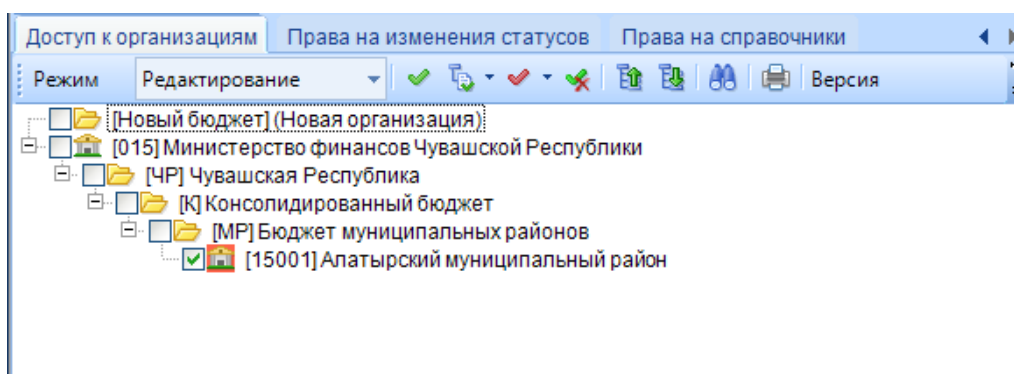 Доступ к организациям Права на изменения статусов Права на справочники
Режим Редактирование Версия
[Новый бюджет] (Новая организация)
[015] Министерство финансов Чувашской Республики
[ЧР] Чувашская Республика
[К] Консолидированный бюджет
[МР] Бюджет муниципальных районов
[15001] Алатырский муниципальный район